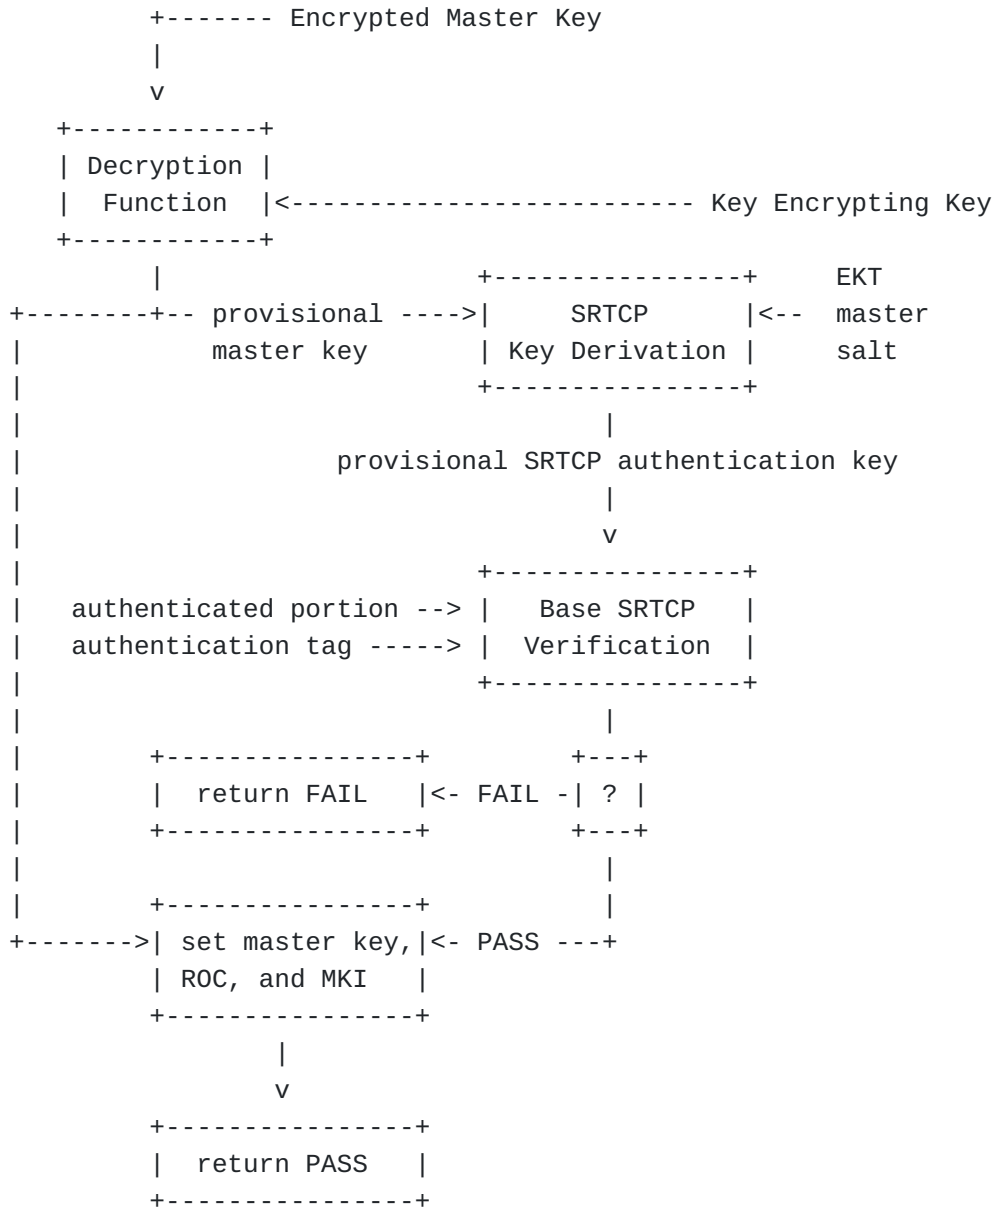 +------- Encrypted Master Key
|
v
+------------+
| Decryption |
|  Function  |<-------------------------- Key Encrypting Key
+------------+
|                    +----------------+     EKT
+--------+-- provisional ---->|     SRTCP      |<--  master
|            master key       | Key Derivation |     salt
|                             +----------------+
|                                     |
|                    provisional SRTCP authentication key
|                                     |
|                                     v
|                             +----------------+
|   authenticated portion --> |   Base SRTCP   |
|   authentication tag -----> |  Verification  |
|                             +----------------+
|                                     |
|        +----------------+         +---+
|        |  return FAIL   |<- FAIL -| ? |
|        +----------------+         +---+
|                                     |
|        +----------------+           |
+------->| set master key,|<- PASS ---+
| ROC, and MKI   |
+----------------+
|
v
+----------------+
|  return PASS   |
+----------------+